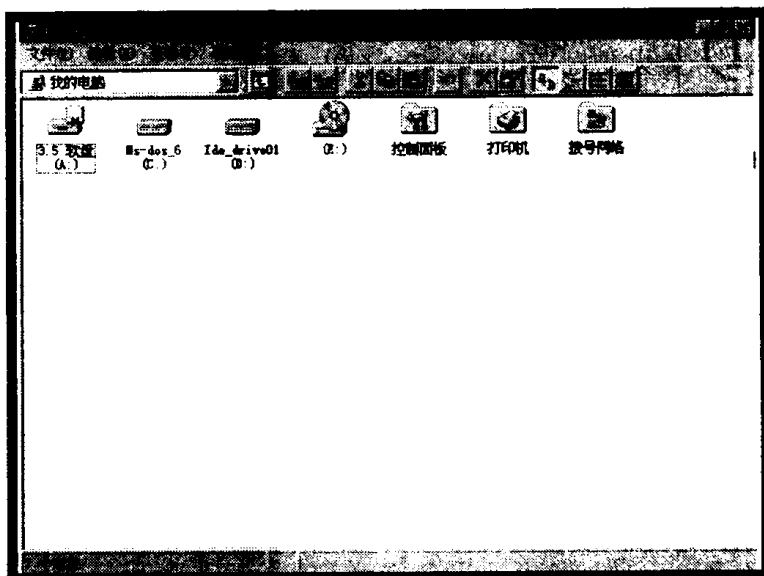 我的电脑
3.5 软盘 (A:)
Ms-dos_6 (C:)
Ide_drive01 (D:)
(E:)
控制面板
打印机
拨号网络